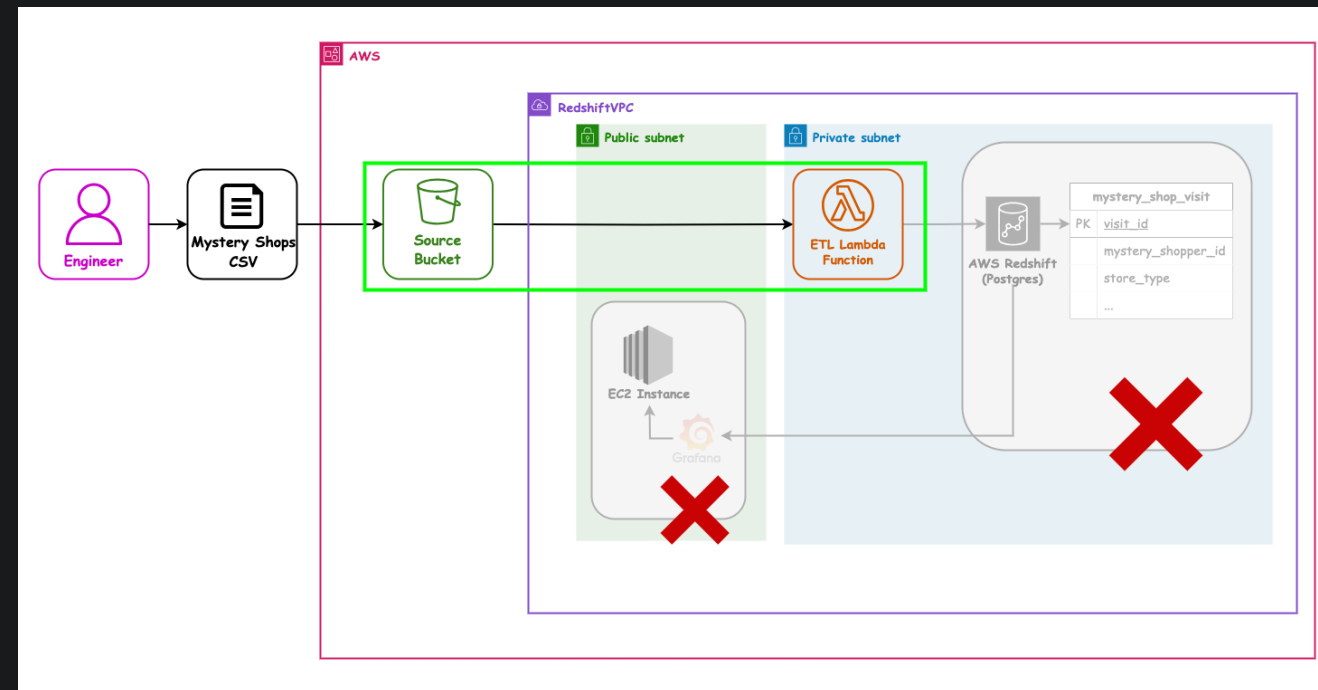 AWS
RedshiftVPC
Public subnet
Private subnet
Engineer
Mystery Shops
CSV
Source
Bucket
ETL Lambda
Function
AWS Redshift
(Postgres)
mystery_shop_visit
PK visit_id
mystery_shopper_id
store_type
...
EC2 Instance
Grafana